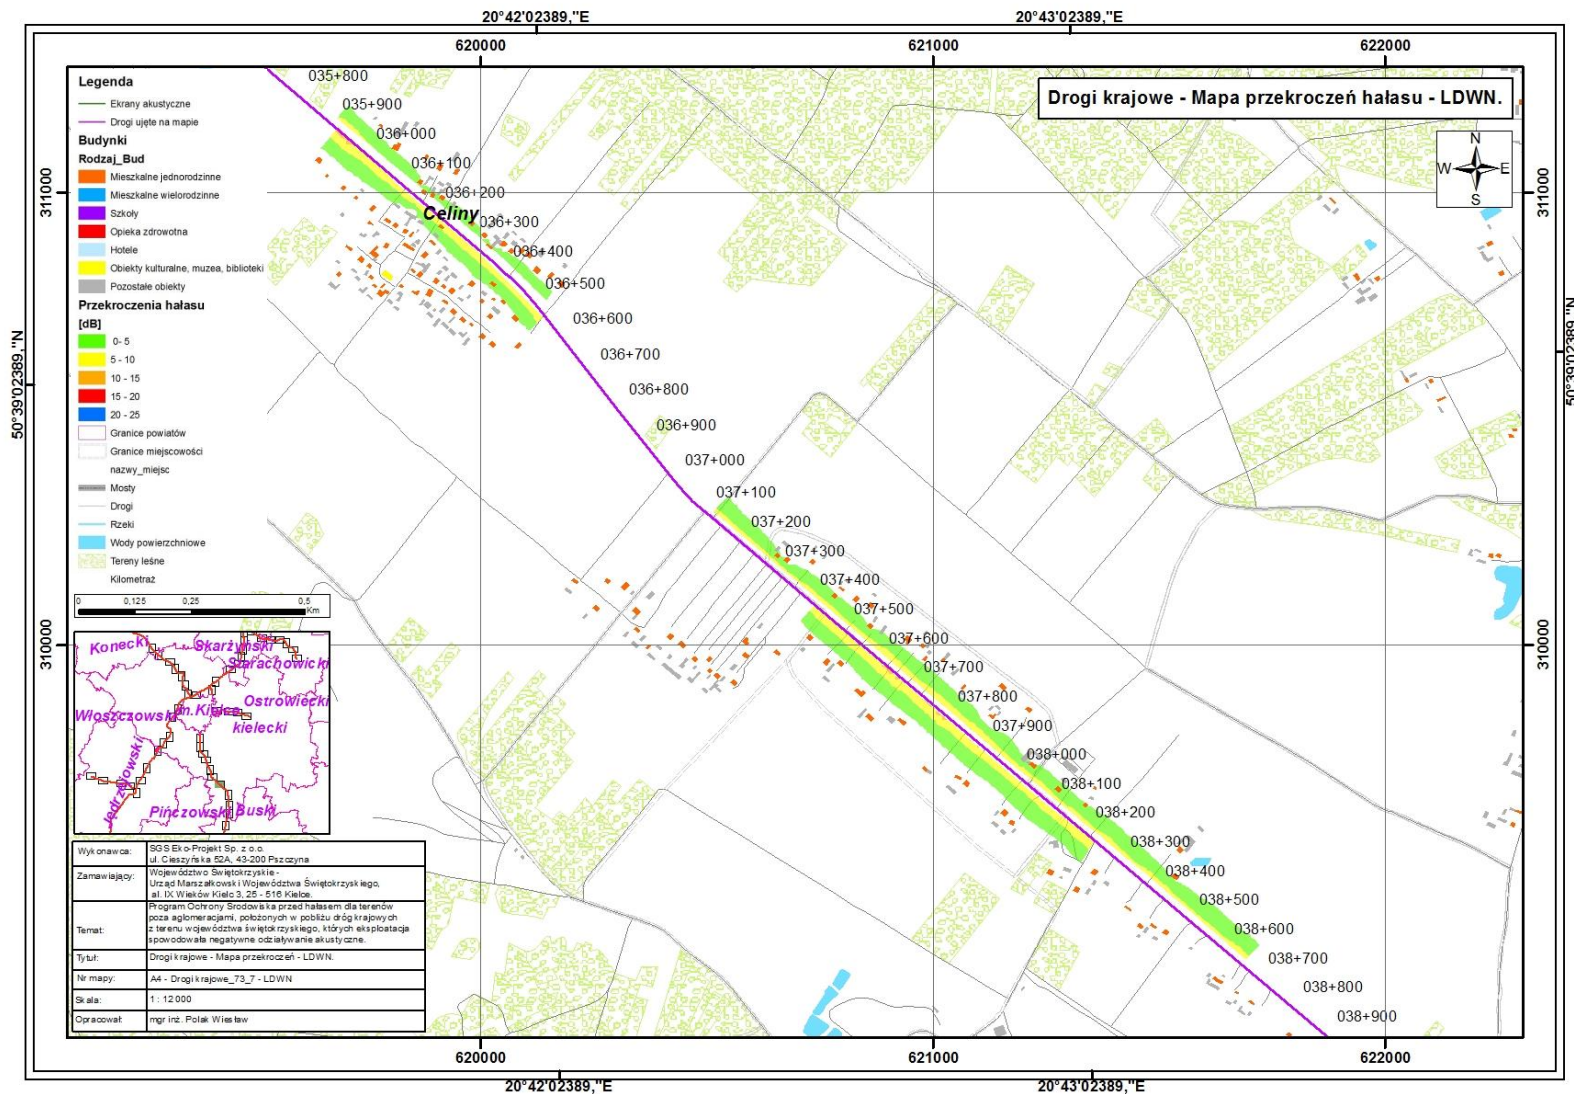 20°42'02389,"E
20°43'02389,"E
620000
621000
622000
Drogi krajowe - Mapa przekroczeń hałasu - LDWN.
N
W
E
S
311000
311000
310000
310000
50°39'02389,"N
50°39'02389,"N
Legenda
Ekrany akustyczne
Drogi ujęte na mapie
Budynki
Rodzaj_Bud
Mieszkalne jednorodzinne
Mieszkalne wielorodzinne
Szkoły
Opieka zdrowotna
Hotele
Obiekty kulturalne, muzea, biblioteki
Pozostałe obiekty
Przekroczenia hałasu
[dB]
0- 5
5 - 10
10 - 15
15 - 20
20 - 25
Granice powiatów
Granice miejscowości
nazwy_miejsc
Mosty
Drogi
Rzeki
Wody powierzchniowe
Tereny leśne
Kilometraż
0 0,125 0,25 0,5
Km
035+800
035+900
036+000
036+100
036+200
Celiny
036+300
036+400
036+500
036+600
036+700
036+800
036+900
037+000
037+100
037+200
037+300
037+400
037+500
037+600
037+700
037+800
037+900
038+000
038+100
038+200
038+300
038+400
038+500
038+600
038+700
038+800
038+900
Konecki
Skarżyński
Starachowicki
Ostrowiecki
Włoszczowski
m.Kielce
kielecki
Jędrzejowski
Pińczowski
Buski
Wykonawca: SGS Eko-Projekt Sp. z o.o.
ul. Cieszyńska 52A, 43-200 Pszczyna
Zamawiający: Województwo Świętokrzyskie -
Urząd Marszałkowski Województwa Świętokrzyskiego,
al. IX Wieków Kielc 3, 25 - 516 Kielce.
Temat: Program Ochrony Środowiska przed hałasem dla terenów
poza aglomeracjami, położonych w pobliżu dróg krajowych
z terenu województwa świętokrzyskiego, których eksploatacja
spowodowała negatywne odziaływanie akustyczne.
Tytuł: Drogi krajowe - Mapa przekroczeń - LDWN.
Nr mapy: A4 - Drogi krajowe_73_7 - LDWN
Skala: 1 : 12 000
Opracował: mgr inż. Polak Wiesław
620000
621000
622000
20°42'02389,"E
20°43'02389,"E